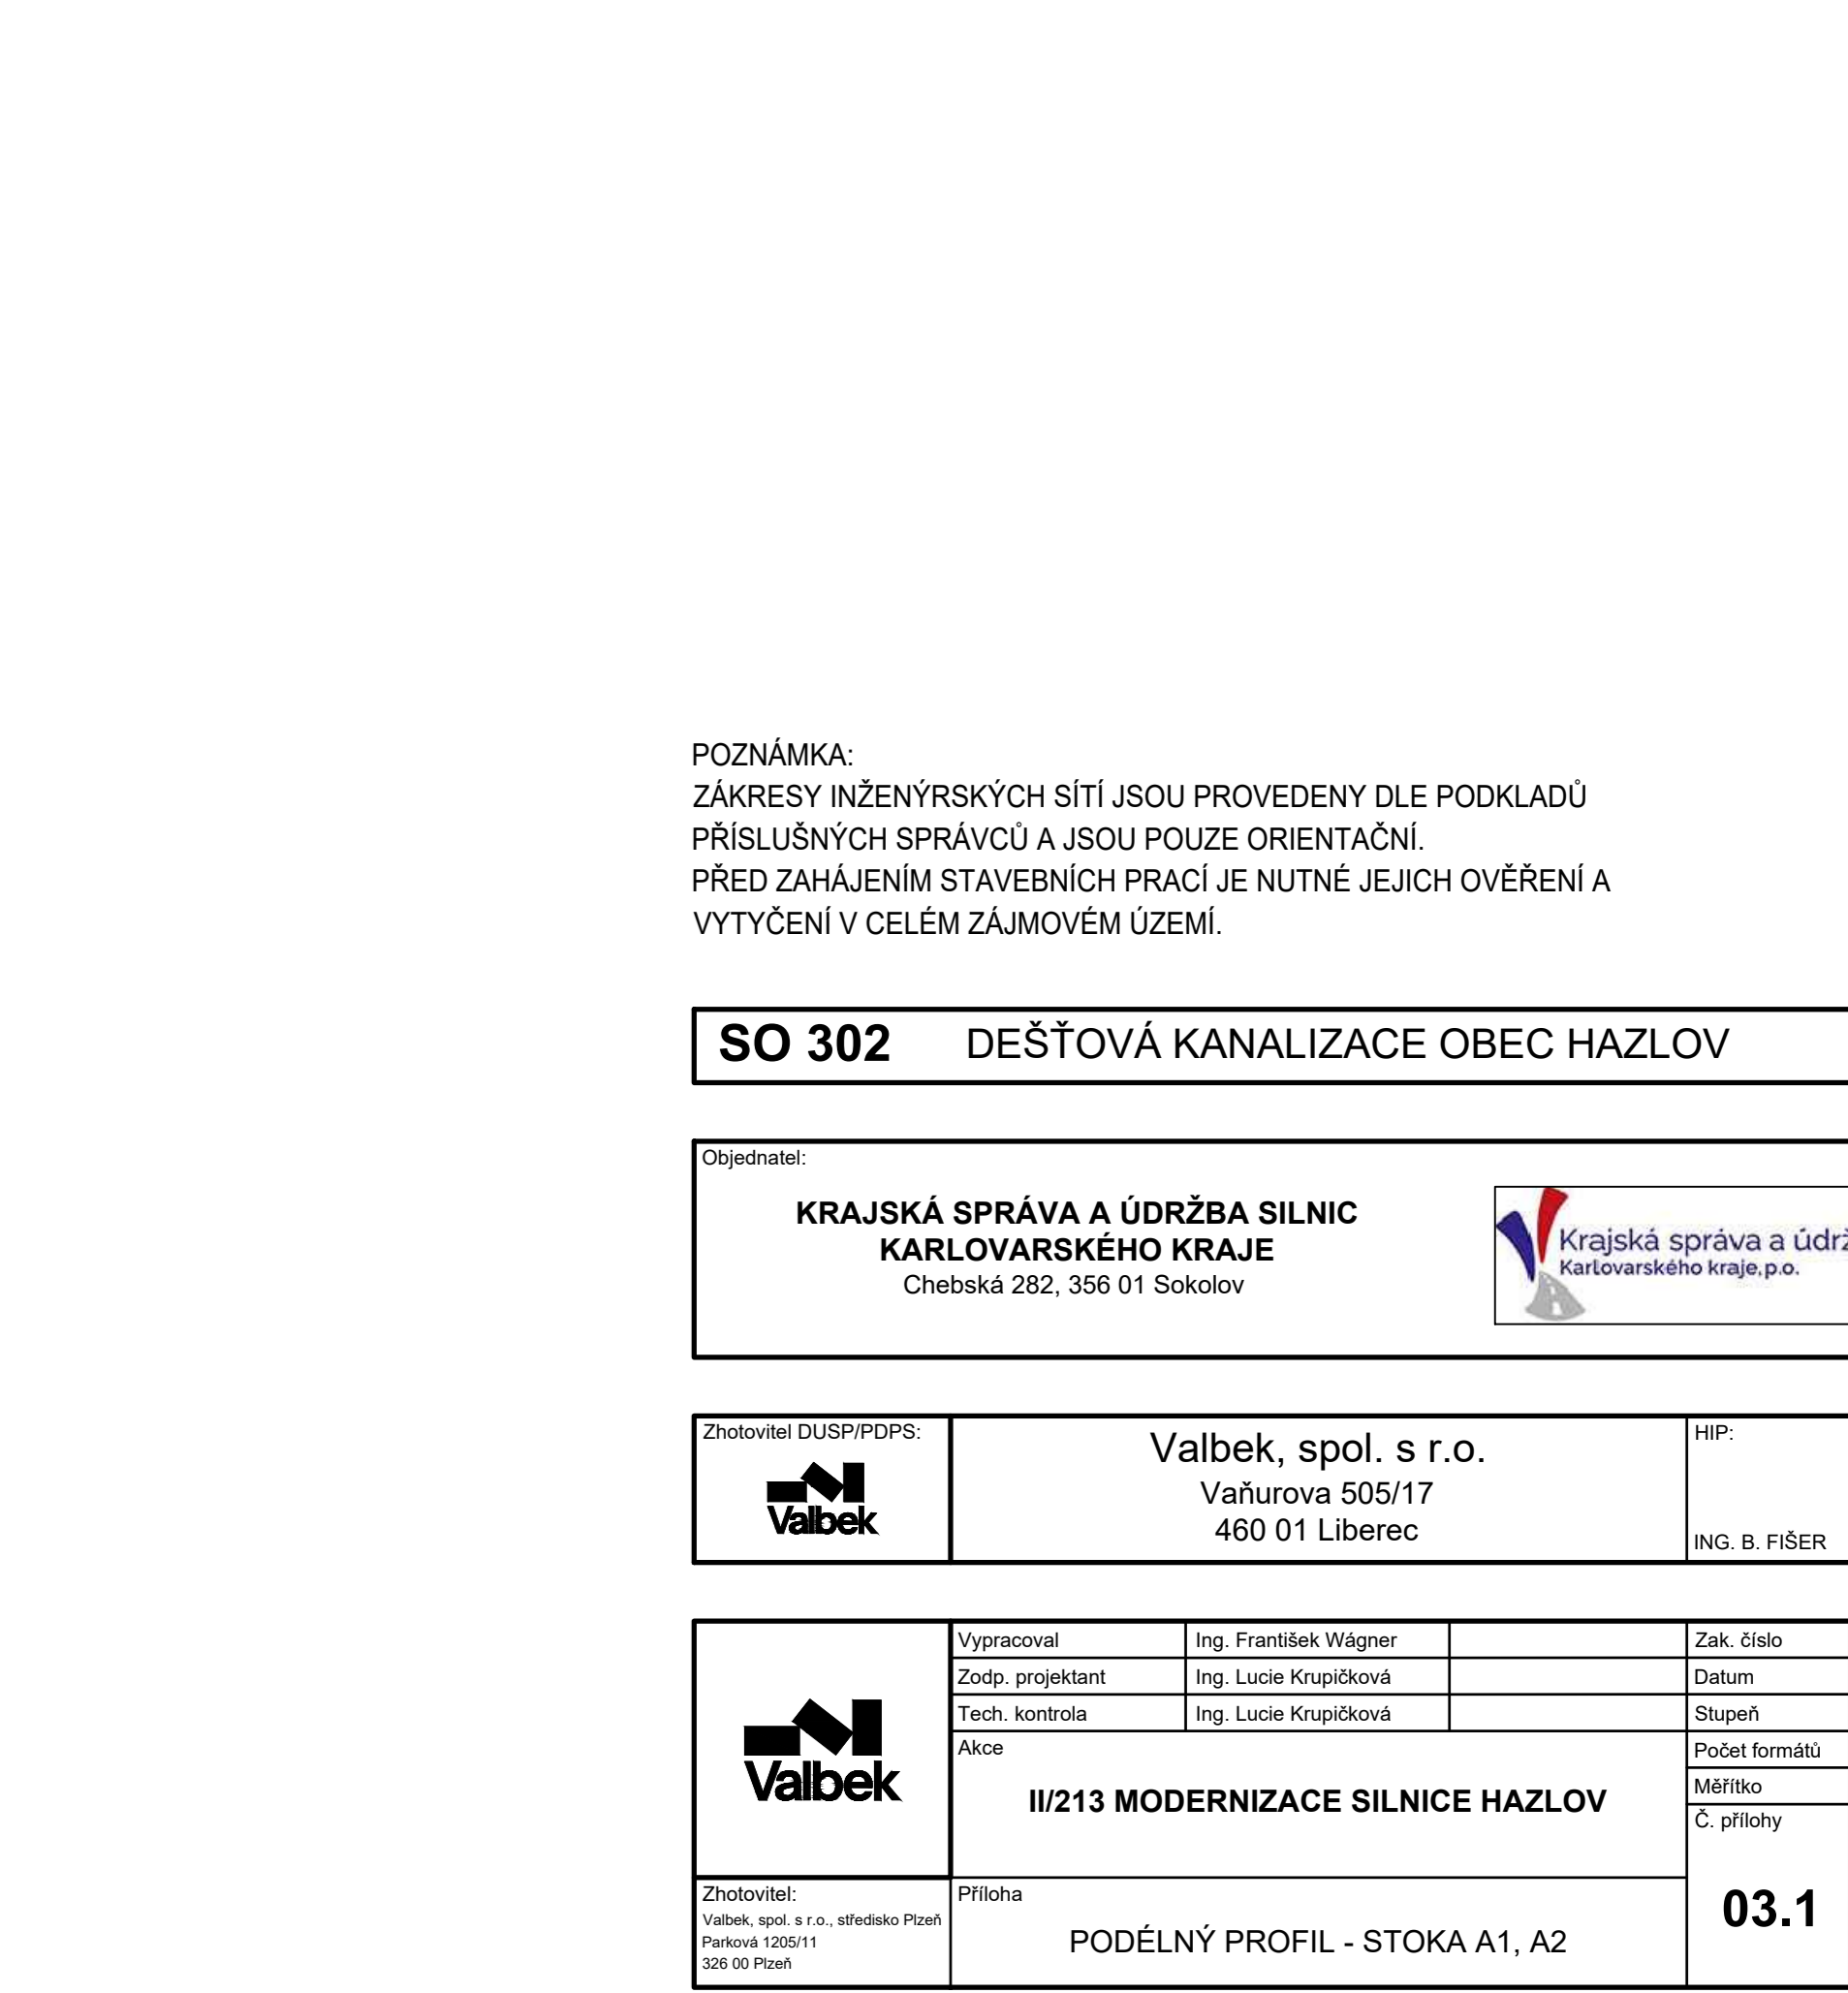 POZNÁMKA:
ZÁKRESY INŽENÝRSKÝCH SÍTÍ JSOU PROVEDENY DLE PODKLADŮ
PŘÍSLUŠNÝCH SPRÁVCŮ A JSOU POUZE ORIENTAČNÍ.
PŘED ZAHÁJENÍM STAVEBNÍCH PRACÍ JE NUTNÉ JEJICH OVĚŘENÍ A
VYTYČENÍ V CELÉM ZÁJMOVÉM ÚZEMÍ.
SO 302 DEŠŤOVÁ KANALIZACE OBEC HAZLOV
Objednatel:
KRAJSKÁ SPRÁVA A ÚDRŽBA SILNIC
KARLOVARSKÉHO KRAJE
Chebská 282, 356 01 Sokolov
Krajská správa a údrž
Karlovarského kraje,p.o.
Zhotovitel DUSP/PDPS:
Valbek
Valbek, spol. s r.o.
Vaňurova 505/17
460 01 Liberec
HIP:
ING. B. FIŠER
Valbek
Vypracoval Ing. František Wágner Zak. číslo
Zodp. projektant Ing. Lucie Krupičková Datum
Tech. kontrola Ing. Lucie Krupičková Stupeň
Akce
II/213 MODERNIZACE SILNICE HAZLOV
Počet formátů
Měřítko
Č. přílohy
03.1
Zhotovitel:
Valbek, spol. s r.o., středisko Plzeň
Parková 1205/11
326 00 Plzeň
Příloha
PODÉLNÝ PROFIL - STOKA A1, A2